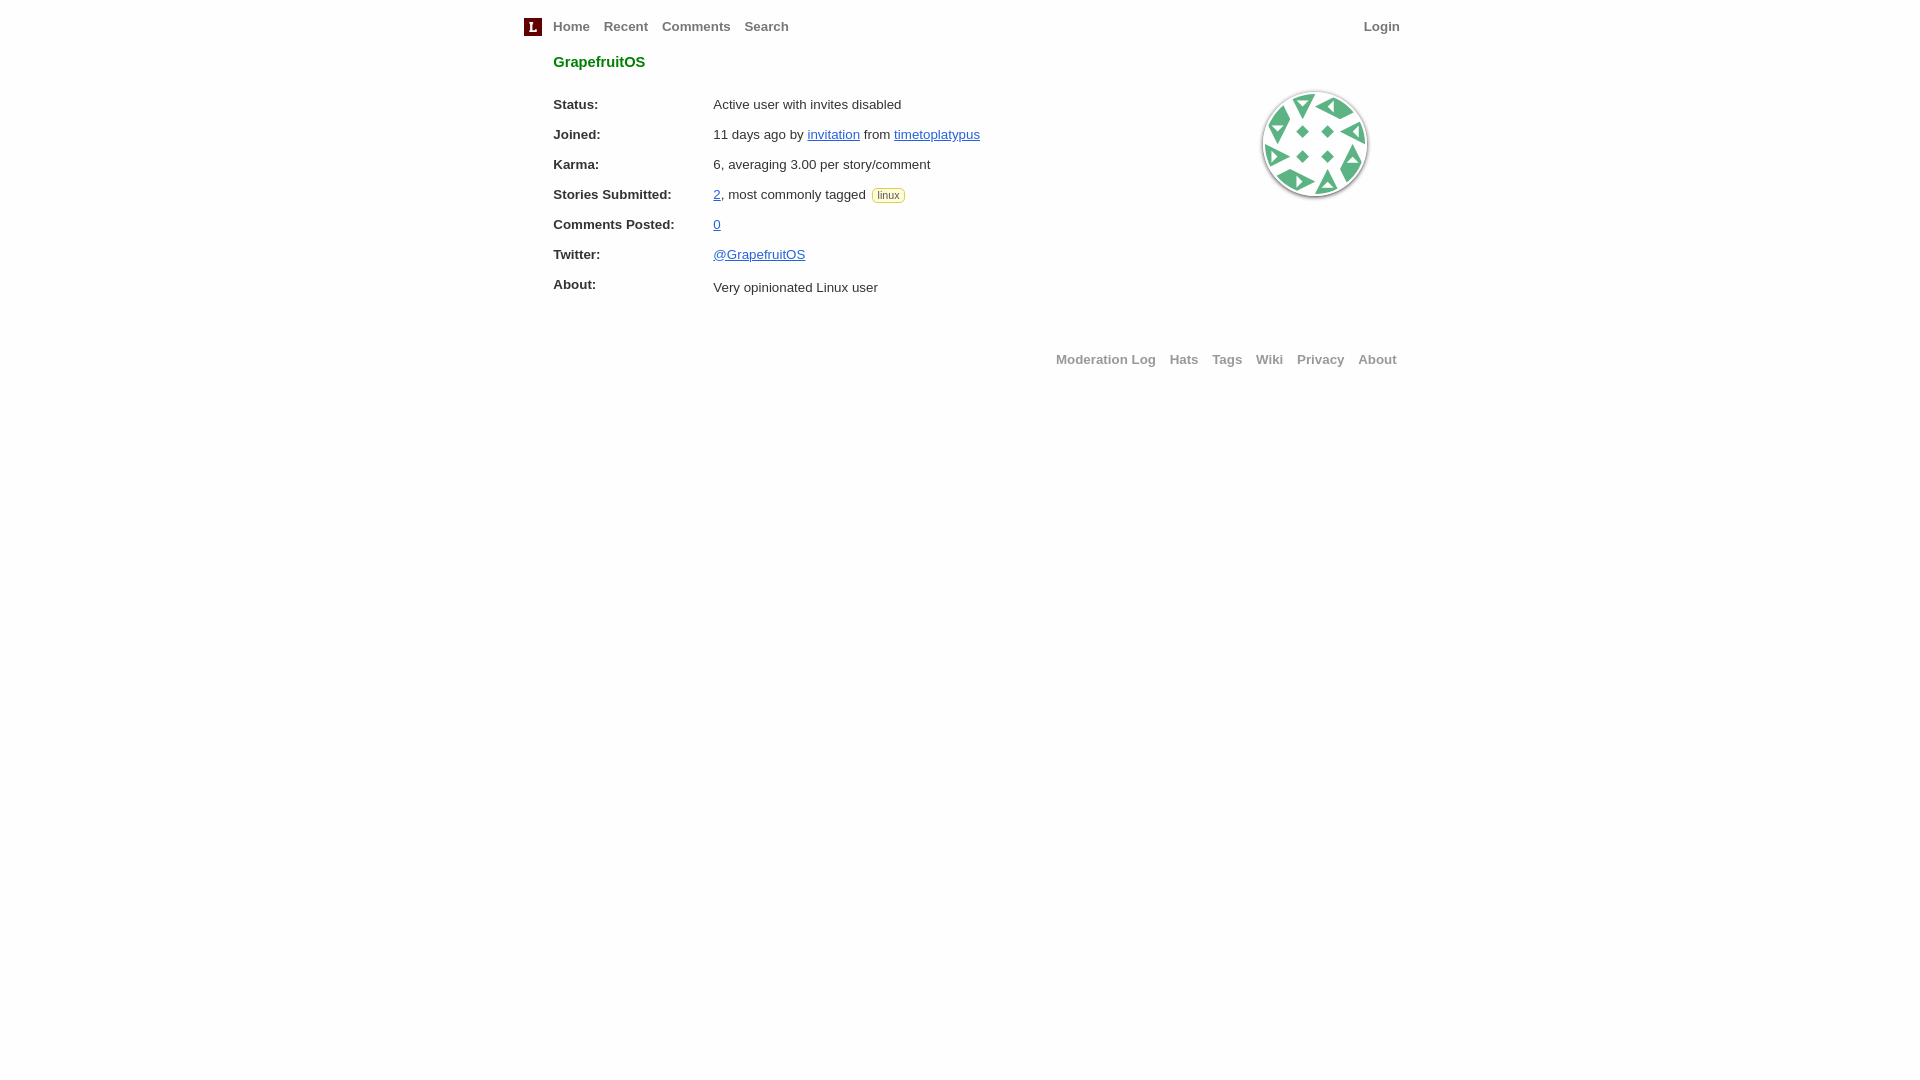 L Home Recent Comments Search Login
GrapefruitOS
Status: Active user with invites disabled
Joined: 11 days ago by invitation from timetoplatypus
Karma: 6, averaging 3.00 per story/comment
Stories Submitted: 2, most commonly tagged linux
Comments Posted: 0
Twitter: @GrapefruitOS
About: Very opinionated Linux user
Moderation Log Hats Tags Wiki Privacy About